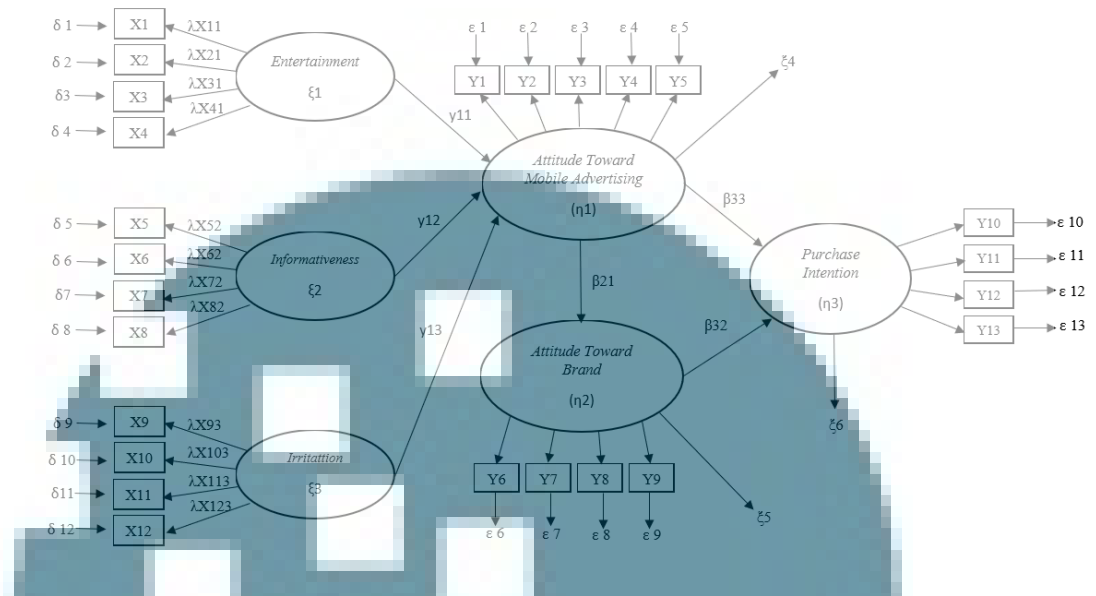 δ 1
X1
λX11
δ 2
X2
λX21
δ3
X3
λX31
δ 4
X4
λX41
Entertainment
ξ1
γ11
ε 1
ε 2
ε 3
ε 4
ε 5
Y1
Y2
Y3
Y4
Y5
ξ4
Attitude Toward
Mobile Advertising
(η1)
β33
δ 5
X5
λX52
δ 6
X6
λX62
δ7
X7
λX72
δ 8
X8
λX82
Informativeness
ξ2
γ12
γ13
β21
β32
Purchase
Intention
(η3)
Y10
ε 10
Y11
ε 11
Y12
ε 12
Y13
ε 13
Attitude Toward
Brand
(η2)
ξ6
δ 9
X9
λX93
δ 10
X10
λX103
δ11
X11
λX113
δ 12
X12
λX123
Irritattion
ξ3
Y6
Y7
Y8
Y9
ε 6
ε 7
ε 8
ε 9
ξ5